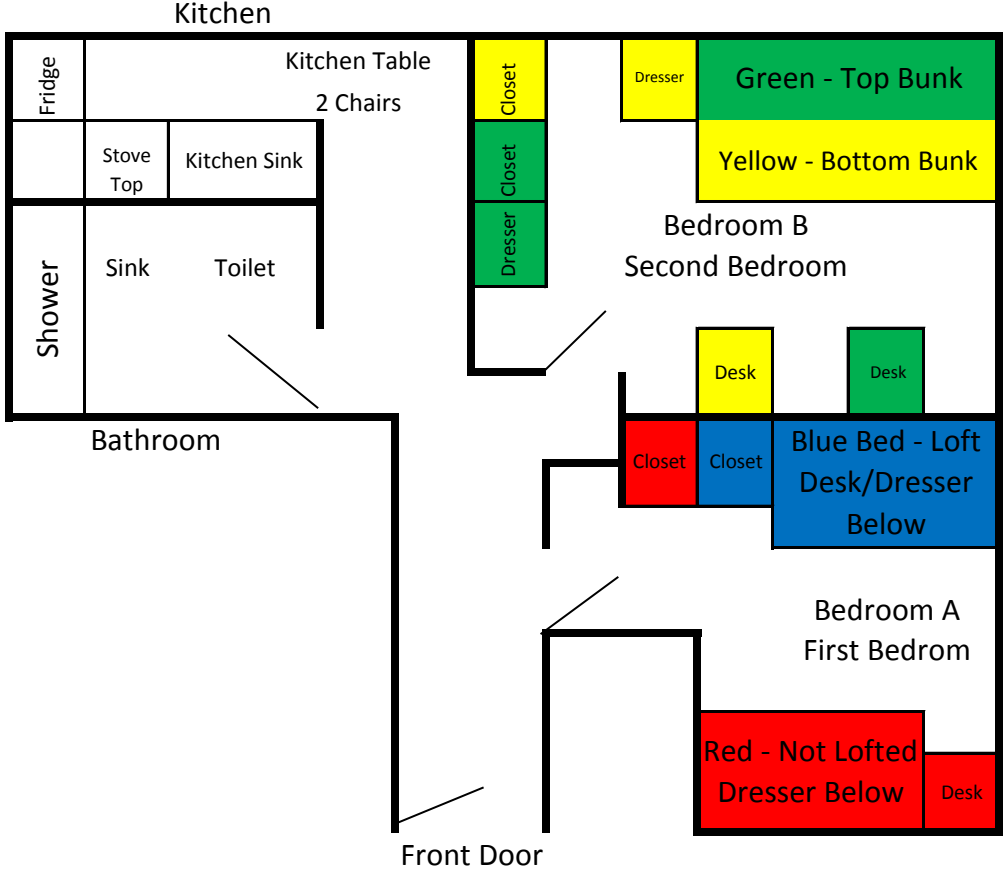 Kitchen
Fridge
Kitchen Table
2 Chairs
Closet
Dresser
Green - Top Bunk
Stove
Top
Kitchen Sink
Closet
Yellow - Bottom Bunk
Shower
Sink
Toilet
Dresser
Bedroom B
Second Bedroom
Desk
Desk
Bathroom
Closet
Closet
Blue Bed - Loft
Desk/Dresser
Below
Bedroom A
First Bedrom
Red - Not Lofted
Dresser Below
Desk
Front Door